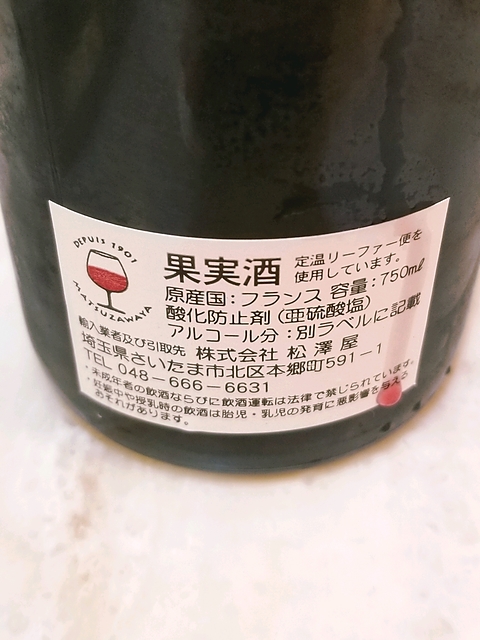 DEPUIS 1901
MATSUZAWAYA
果実酒
定温リーファー便を
使用しています。
原産国：フランス 容量：750ml
酸化防止剤（亜硫酸塩）
アルコール分：別ラベルに記載
輸入業者及び引取先 株式会社 松澤屋
埼玉県さいたま市北区本郷町591−1
TEL 048−666−6631
・未成年者の飲酒ならびに飲酒運転は法律で禁じられています。
・妊娠中や授乳時の飲酒は胎児・乳児の発育に悪影響を与える
おそれがあります。